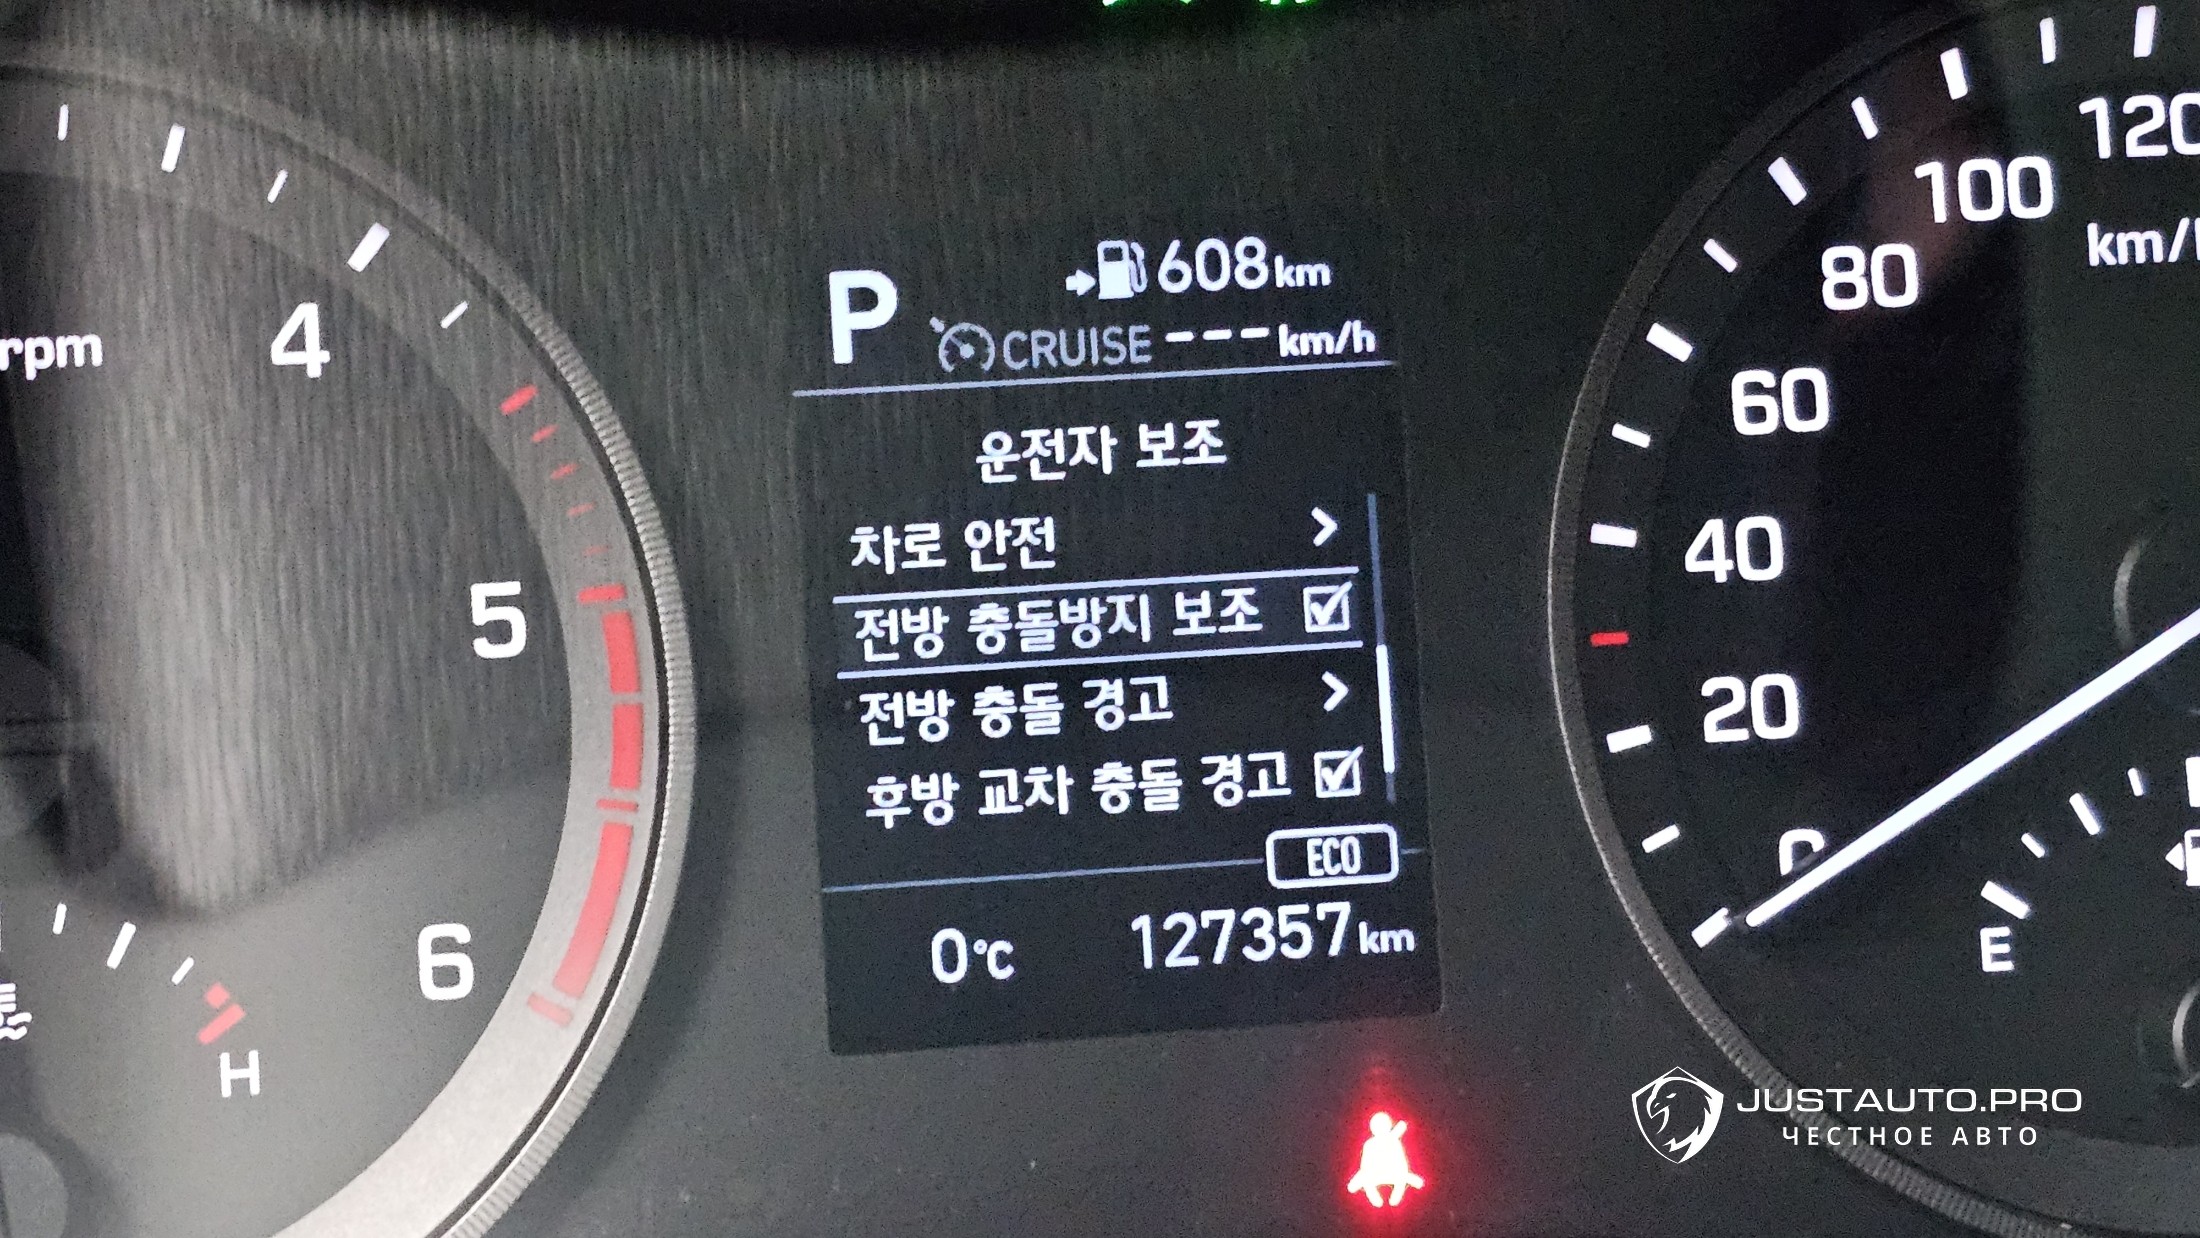 rpm
4
5
6
H
P
608km
CRUISE ---km/h
운전자 보조
차로 안전
전방 충돌방지 보조
전방 충돌 경고
후방 교차 충돌 경고
ECO
0°C 127357km
120
100
km/h
80
60
40
20
0
E
JUSTAUTO.PRO
ЧЕСТНОЕ АВТО